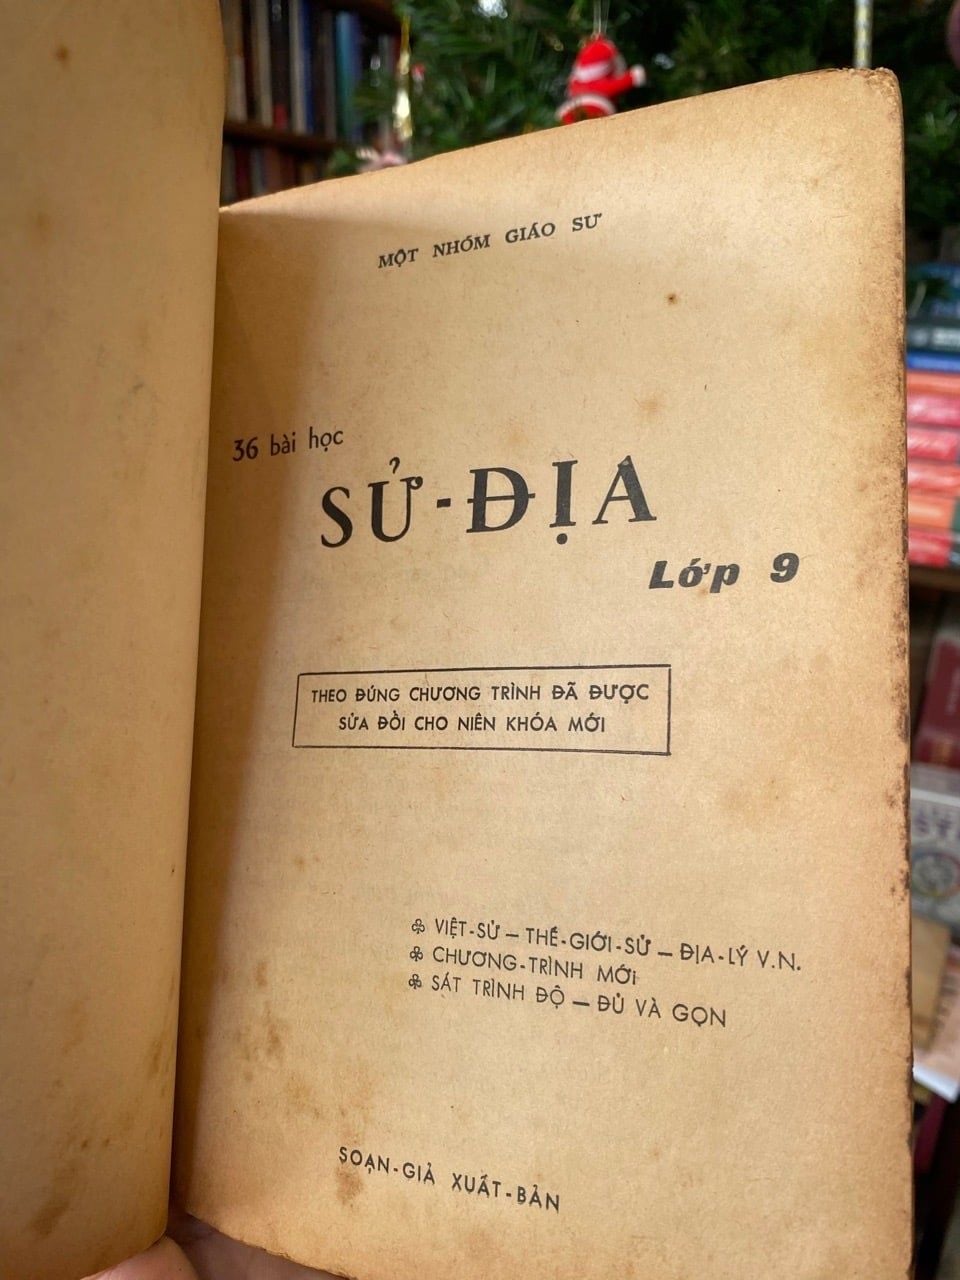 MỘT NHÓM GIÁO SƯ
36 bài học
SỬ-ĐỊA
Lớp 9
THEO ĐÚNG CHƯƠNG TRÌNH ĐÃ ĐƯỢC
SỬA ĐỔI CHO NIÊN KHÓA MỚI
♧ VIỆT-SỬ — THẾ-GIỚI-SỬ — ĐỊA-LÝ V.N.
♧ CHƯƠNG-TRÌNH MỚI
♧ SÁT TRÌNH ĐỘ — ĐỦ VÀ GỌN
SOẠN-GIẢ XUẤT-BẢN